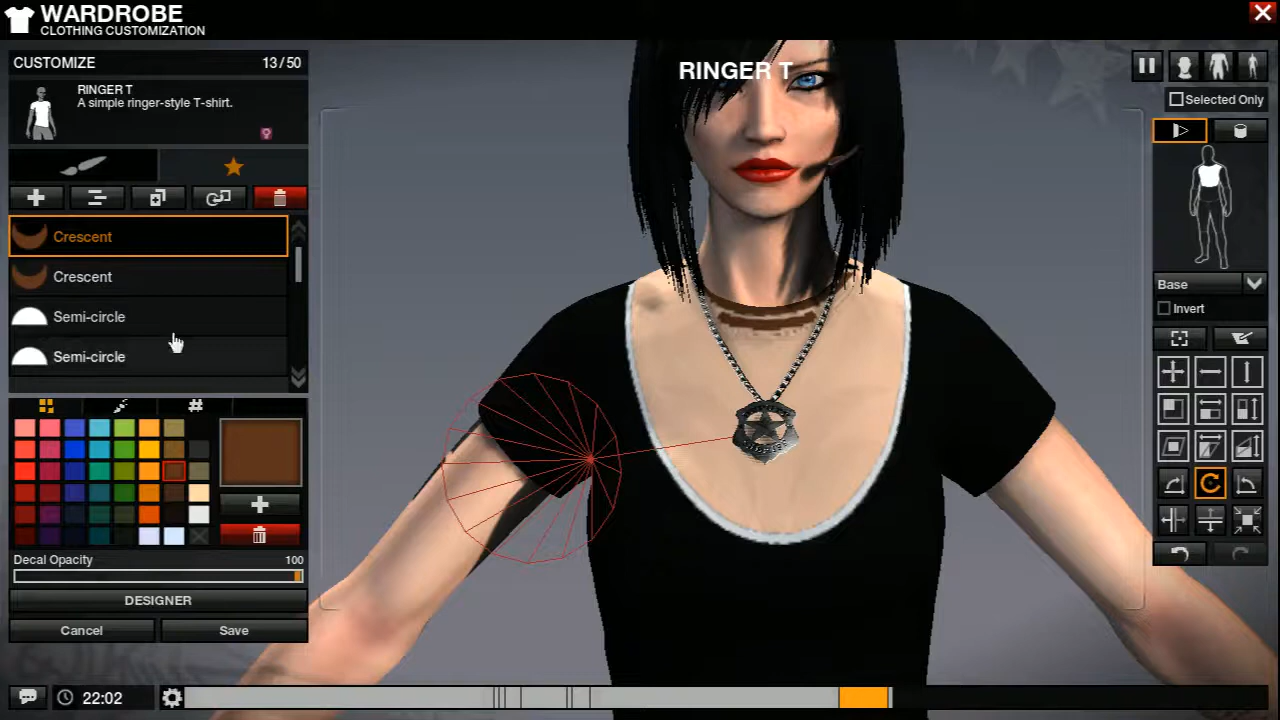 WARDROBE
CLOTHING CUSTOMIZATION
CUSTOMIZE 13/50
RINGER T
A simple ringer-style T-shirt.
RINGER T
Selected Only
Crescent
Crescent
Semi-circle
Semi-circle
Base
Invert
#
Decal Opacity 100
DESIGNER
Cancel Save
22:02